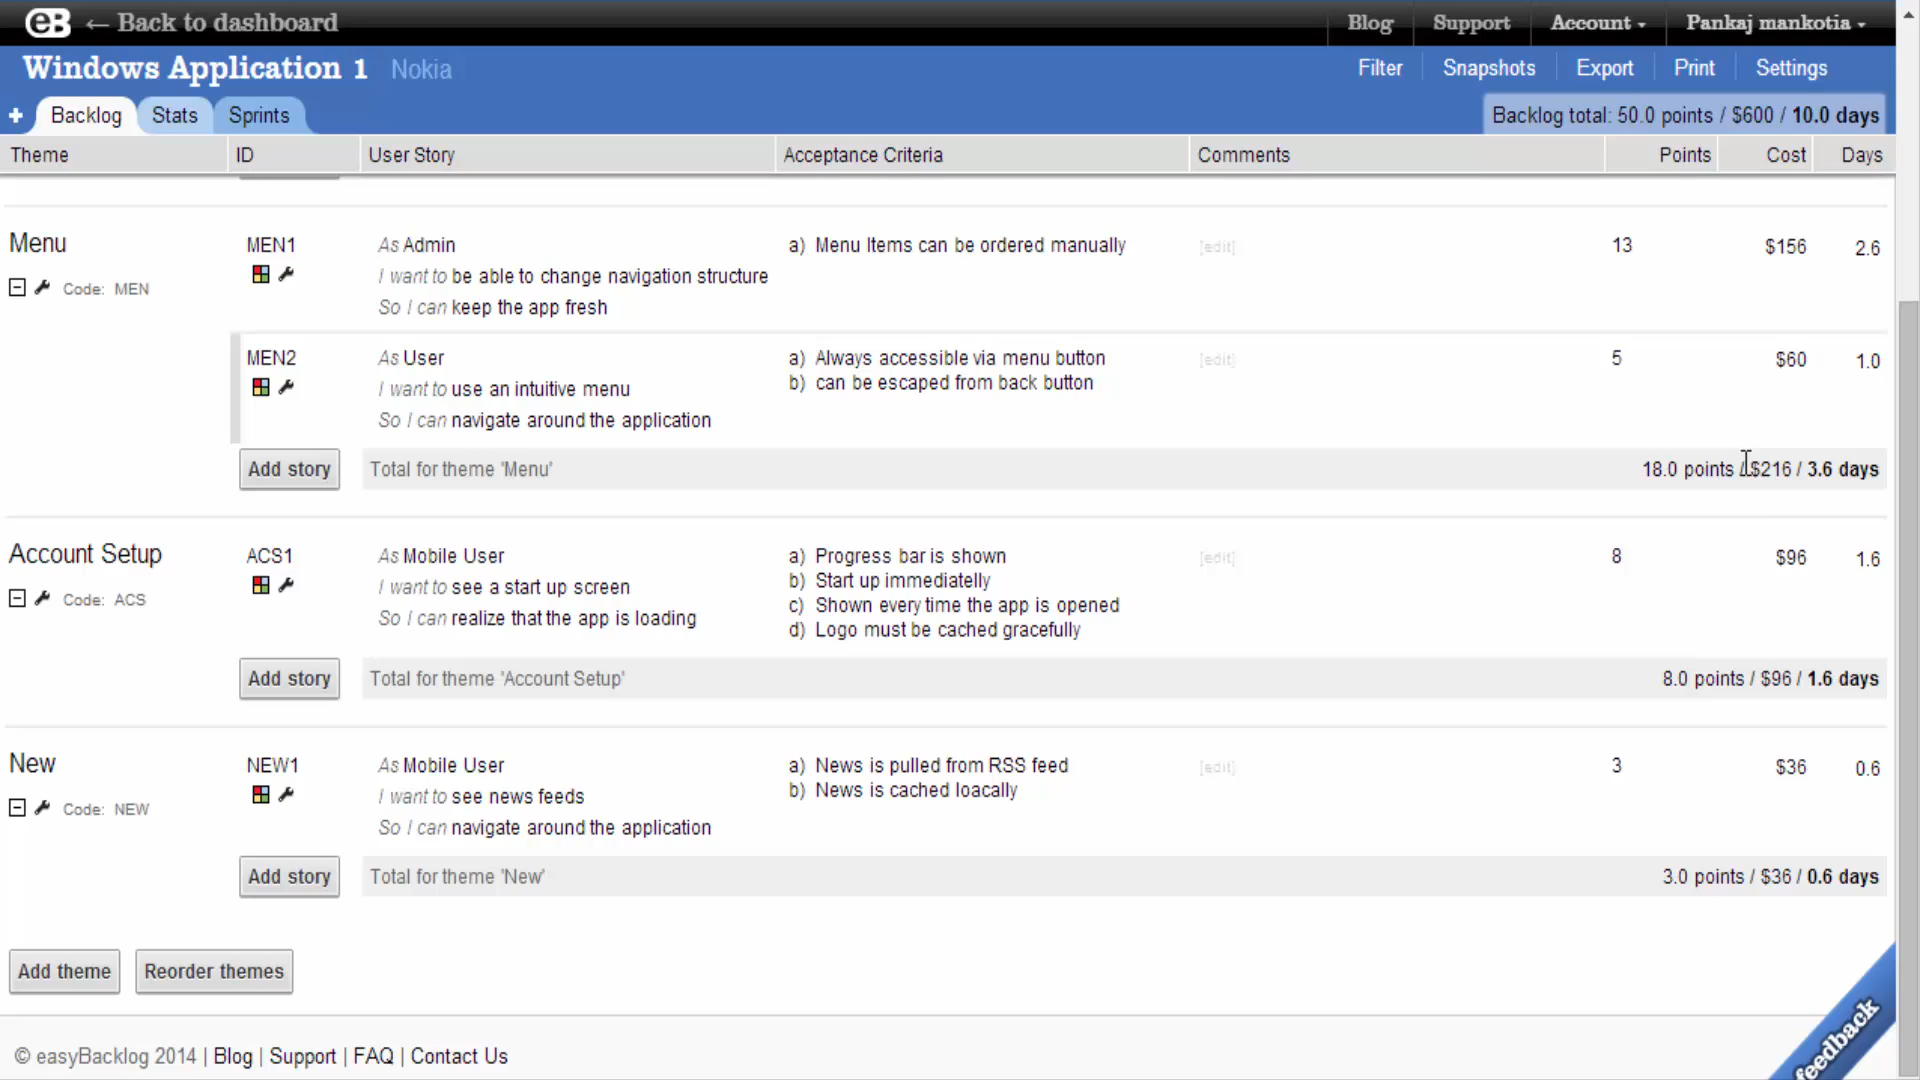 eB ← Back to dashboard Blog Support Account Pankaj mankotia
Windows Application 1 Nokia Filter Snapshots Export Print Settings
+ Backlog Stats Sprints Backlog total: 50.0 points / $600 / 10.0 days
Theme ID User Story Acceptance Criteria Comments Points Cost Days
Menu MEN1 As Admin a) Menu Items can be ordered manually [edit] 13 $156 2.6
Code: MEN I want to be able to change navigation structure
So I can keep the app fresh
MEN2 As User a) Always accessible via menu button [edit] 5 $60 1.0
I want to use an intuitive menu b) can be escaped from back button
So I can navigate around the application
Add story Total for theme 'Menu' 18.0 points / $216 / 3.6 days
Account Setup ACS1 As Mobile User a) Progress bar is shown [edit] 8 $96 1.6
Code: ACS I want to see a start up screen b) Start up immediatelly
So I can realize that the app is loading c) Shown every time the app is opened
d) Logo must be cached gracefully
Add story Total for theme 'Account Setup' 8.0 points / $96 / 1.6 days
New NEW1 As Mobile User a) News is pulled from RSS feed [edit] 3 $36 0.6
Code: NEW I want to see news feeds b) News is cached loacally
So I can navigate around the application
Add story Total for theme 'New' 3.0 points / $36 / 0.6 days
Add theme Reorder themes
feedback
© easyBacklog 2014 | Blog | Support | FAQ | Contact Us